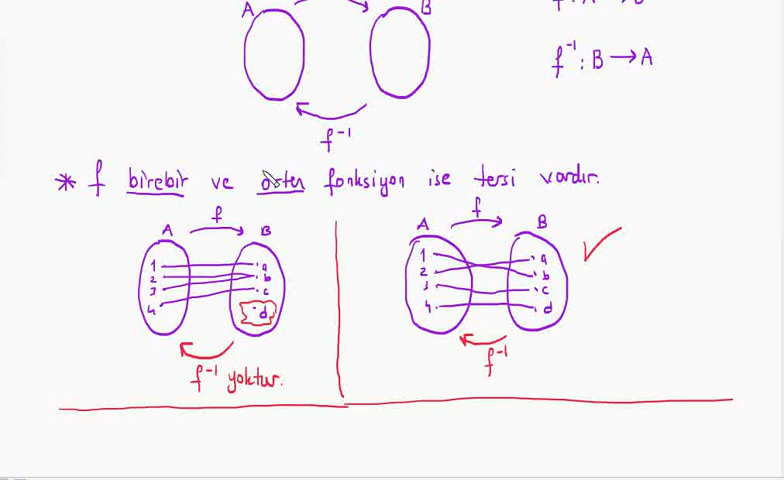 A B
f⁻¹ : B → A
f⁻¹
* f birebir ve örten fonksiyon ise tersi vardır.
A f B
A f B
1 a
2 b
3 c
4 d
1 a
2 b
3 c
4 d
f⁻¹ yoktur.
f⁻¹